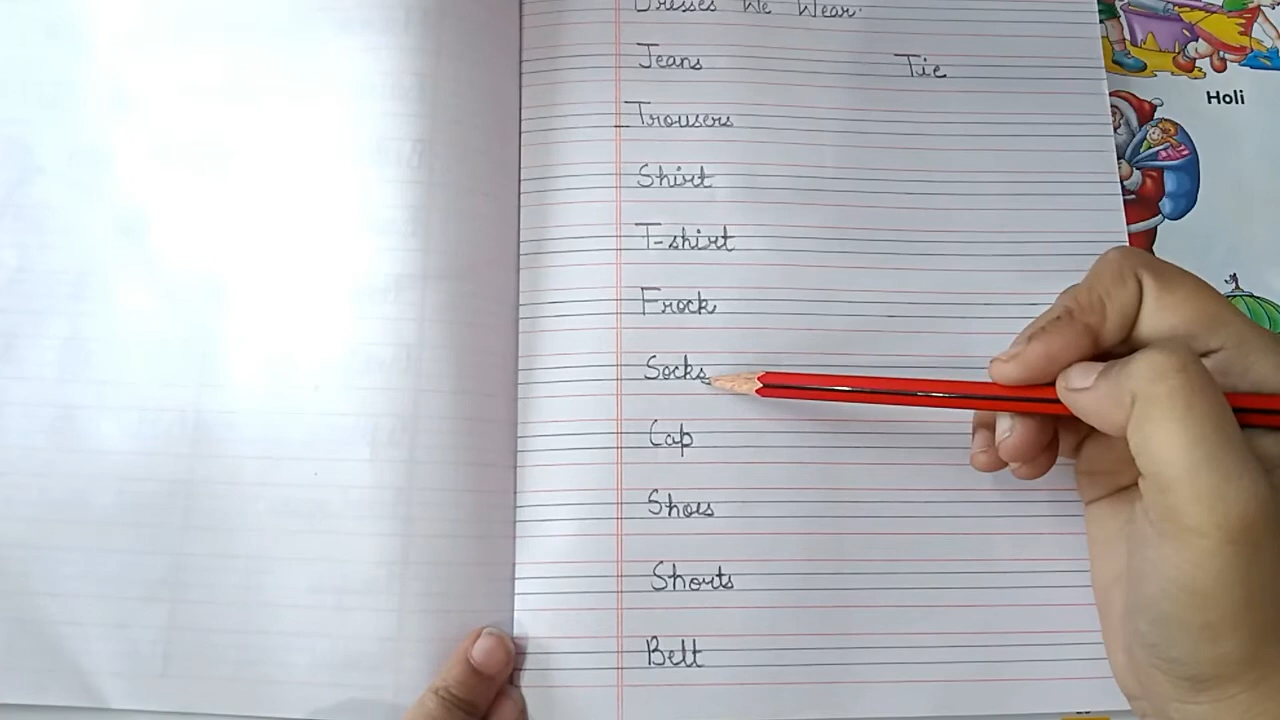 Dresses We Wear.
Jeans
Tie
Trousers
Shirt
T-shirt
Frock
Socks
Cap
Shoes
Shorts
Belt
Holi